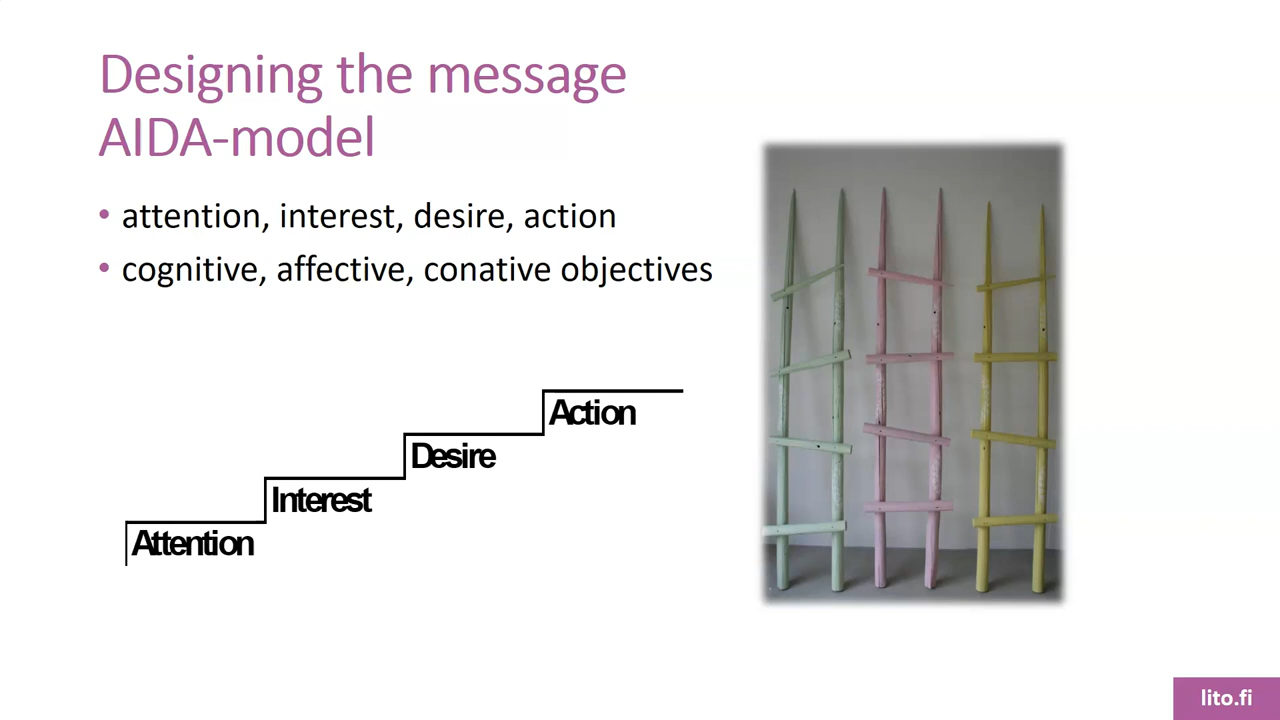 Designing the message
AIDA-model
• attention, interest, desire, action
• cognitive, affective, conative objectives
Action
Desire
Interest
Attention
lito.fi